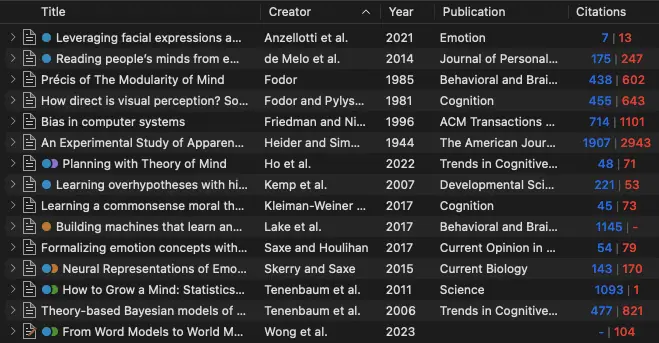 Title Creator Year Publication Citations
Leveraging facial expressions a... Anzellotti et al. 2021 Emotion 7 | 13
Reading people's minds from e... de Melo et al. 2014 Journal of Personal... 175 | 247
Précis of The Modularity of Mind Fodor 1985 Behavioral and Brai... 438 | 602
How direct is visual perception? So... Fodor and Pylys... 1981 Cognition 455 | 643
Bias in computer systems Friedman and Ni... 1996 ACM Transactions ... 714 | 1101
An Experimental Study of Apparen... Heider and Sim... 1944 The American Jour... 1907 | 2943
Planning with Theory of Mind Ho et al. 2022 Trends in Cognitive... 48 | 71
Learning overhypotheses with hi... Kemp et al. 2007 Developmental Sci... 221 | 53
Learning a commonsense moral th... Kleiman-Weiner ... 2017 Cognition 45 | 73
Building machines that learn an... Lake et al. 2017 Behavioral and Brai... 1145 | -
Formalizing emotion concepts with... Saxe and Houlihan 2017 Current Opinion in ... 54 | 79
Neural Representations of Emo... Skerry and Saxe 2015 Current Biology 143 | 170
How to Grow a Mind: Statistics... Tenenbaum et al. 2011 Science 1093 | 1
Theory-based Bayesian models of ... Tenenbaum et al. 2006 Trends in Cognitive... 477 | 821
From Word Models to World M... Wong et al. 2023 - | 104